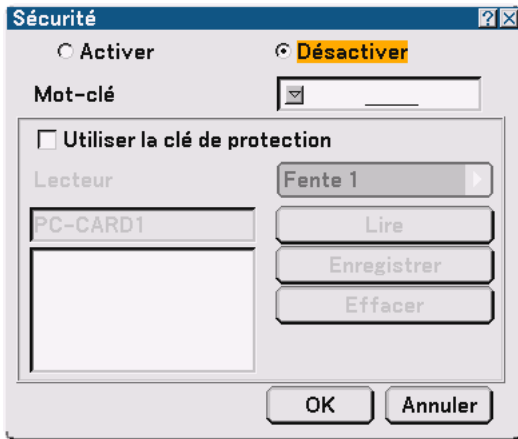 Sécurité
Activer Désactiver
Mot-clé
Utiliser la clé de protection
Lecteur Fente 1
PC-CARD1 Lire
Enregistrer
Effacer
OK Annuler